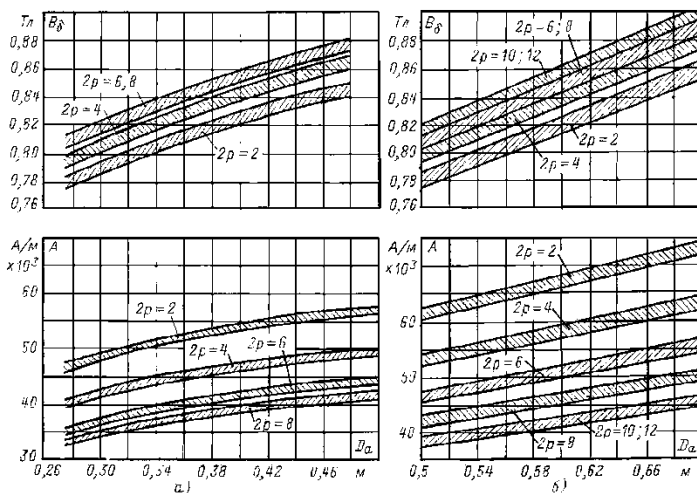 Тл
B_δ
0,88
0,86
0,84
0,82
0,80
0,78
0,76
2p=6,8
2p=4
2p=2
Тл
B_δ
0,88
0,86
0,84
0,82
0,80
0,78
0,76
2p=6; 8
2p=10; 12
2p=2
2p=4
А/м
×10³
A
60
50
40
30
2p=2
2p=4
2p=6
2p=8
0,26 0,30 0,34 0,38 0,42 0,46 м
D_a
а)
А/м
×10³
A
60
50
40
2p=2
2p=4
2p=6
2p=8
2p=10; 12
0,5 0,54 0,58 0,62 0,66 м
D_a
б)